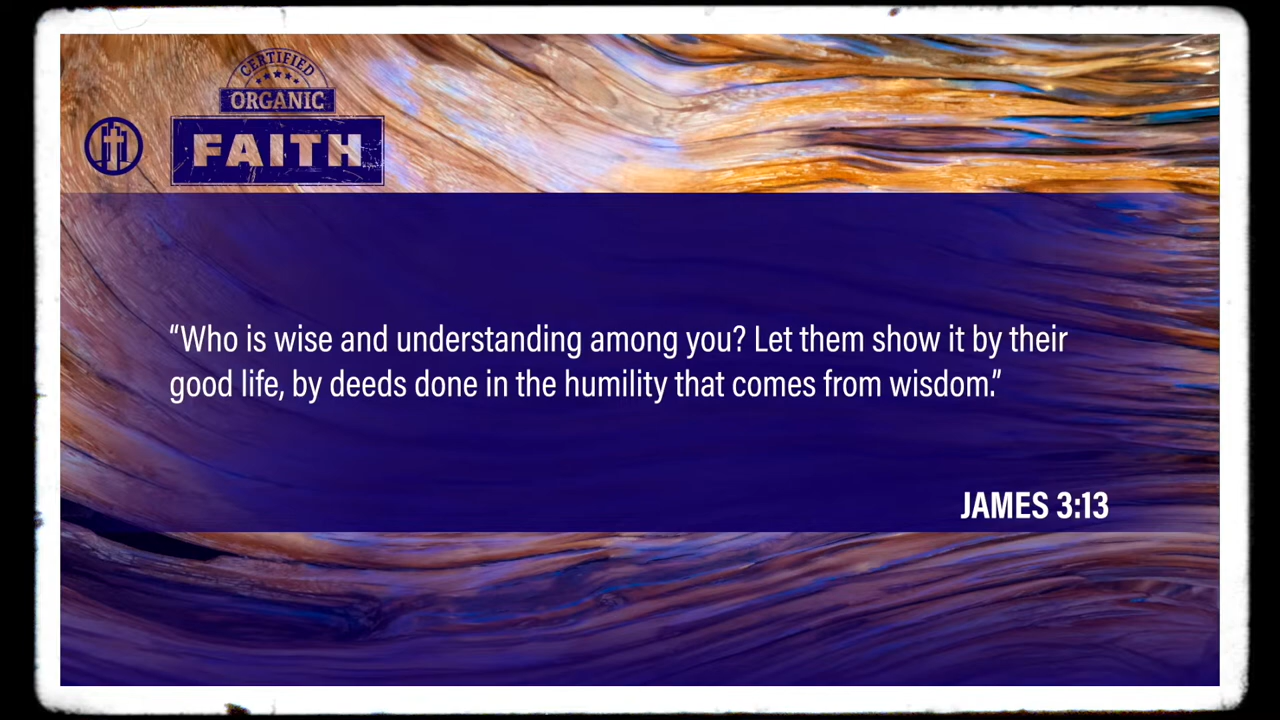 CERTIFIED
ORGANIC
FAITH
“Who is wise and understanding among you? Let them show it by their
good life, by deeds done in the humility that comes from wisdom.”
JAMES 3:13